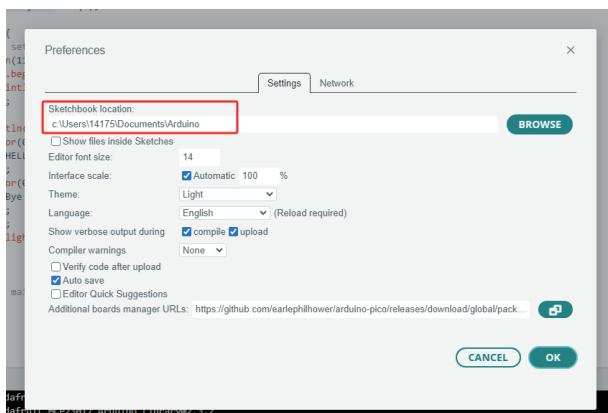 Preferences
Settings Network
Sketchbook location:
c:\Users\14175\Documents\Arduino
BROWSE
Show files inside Sketches
Editor font size: 14
Interface scale: Automatic 100 %
Theme: Light
Language: English (Reload required)
Show verbose output during compile upload
Compiler warnings None
Verify code after upload
Auto save
Editor Quick Suggestions
Additional boards manager URLs: https://github.com/earlephilhower/arduino-pico/releases/download/global/pack...
CANCEL OK